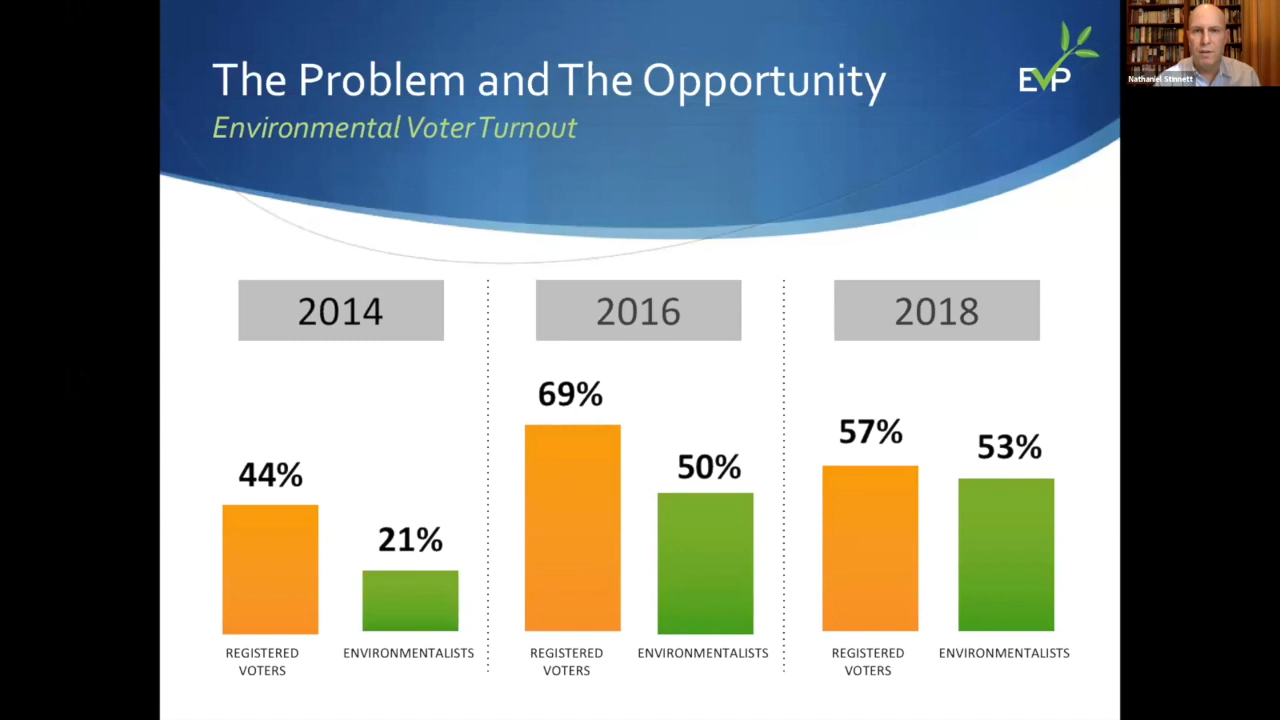 The Problem and The Opportunity
Environmental Voter Turnout
EVP
Nathaniel Stinnett
2014
2016
2018
44%
21%
69%
50%
57%
53%
REGISTERED
VOTERS
ENVIRONMENTALISTS
REGISTERED
VOTERS
ENVIRONMENTALISTS
REGISTERED
VOTERS
ENVIRONMENTALISTS